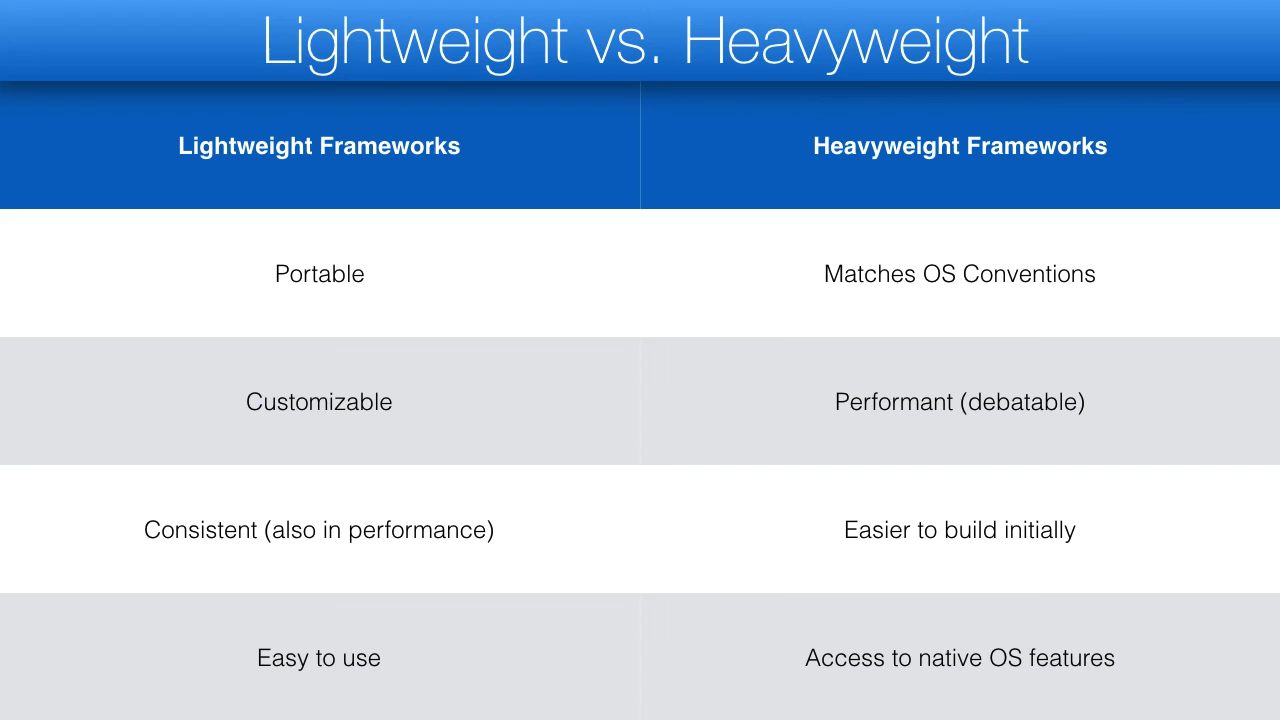 Lightweight vs. Heavyweight
Lightweight Frameworks
Heavyweight Frameworks
Portable
Matches OS Conventions
Customizable
Performant (debatable)
Consistent (also in performance)
Easier to build initially
Easy to use
Access to native OS features